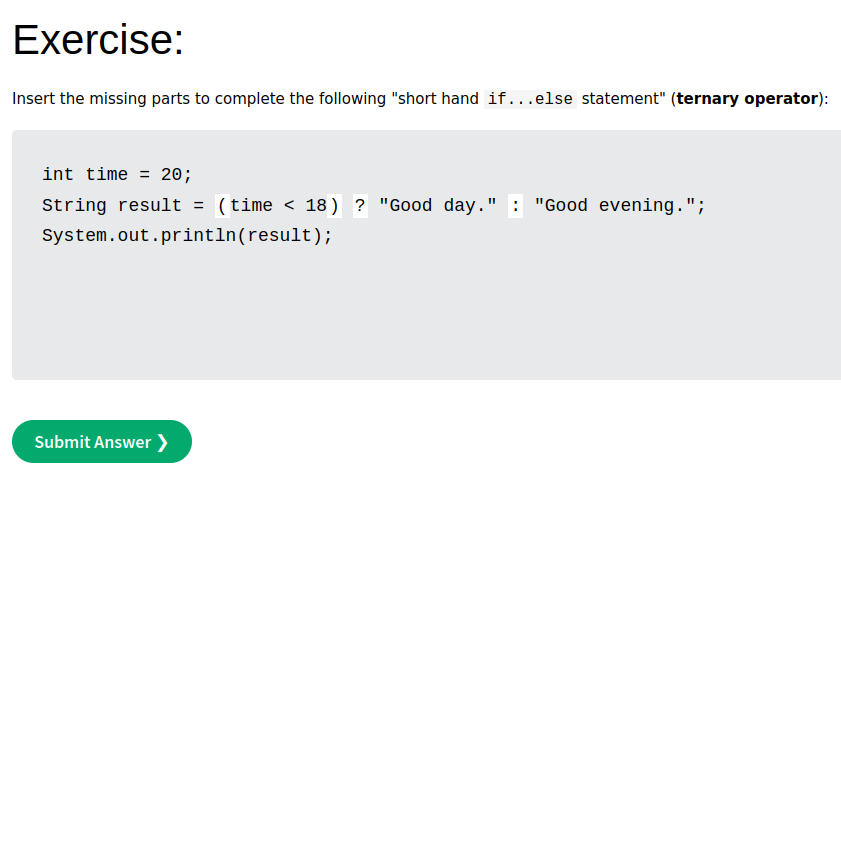 Exercise:
Insert the missing parts to complete the following "short hand if...else statement" (ternary operator):
int time = 20;
String result = (time < 18) ? "Good day." : "Good evening.";
System.out.println(result);
Submit Answer ❯